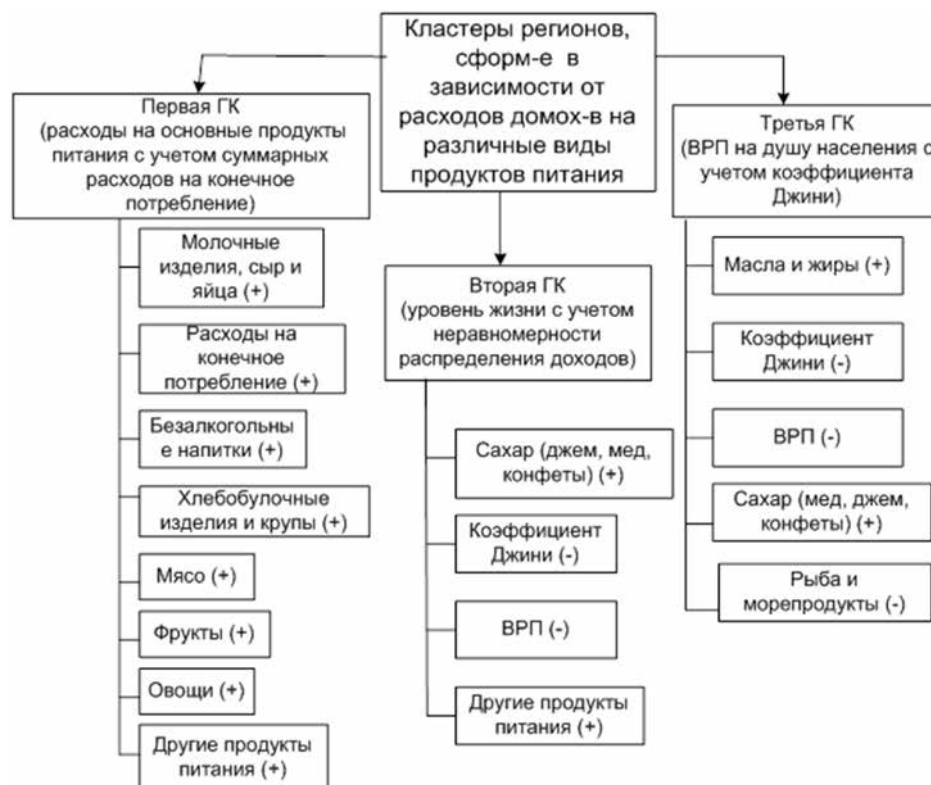 Кластеры регионов,
сформ-е в
зависимости от
расходов домох-в на
различные виды
продуктов питания
Первая ГК
(расходы на основные продукты
питания с учетом суммарных
расходов на конечное
потребление)
Молочные
изделия, сыр и
яйца (+)
Расходы на
конечное
потребление (+)
Безалкогольны
е напитки (+)
Хлебобулочные
изделия и крупы (+)
Мясо (+)
Фрукты (+)
Овощи (+)
Другие продукты
питания (+)
Вторая ГК
(уровень жизни с учетом
неравномерности
распределения доходов)
Сахар (джем, мед,
конфеты) (+)
Коэффициент
Джини (-)
ВРП (-)
Другие продукты
питания (+)
Третья ГК
(ВРП на душу населения с
учетом коэффициента
Джини)
Масла и жиры (+)
Коэффициент
Джини (-)
ВРП (-)
Сахар (мед, джем,
конфеты) (+)
Рыба и
морепродукты (-)